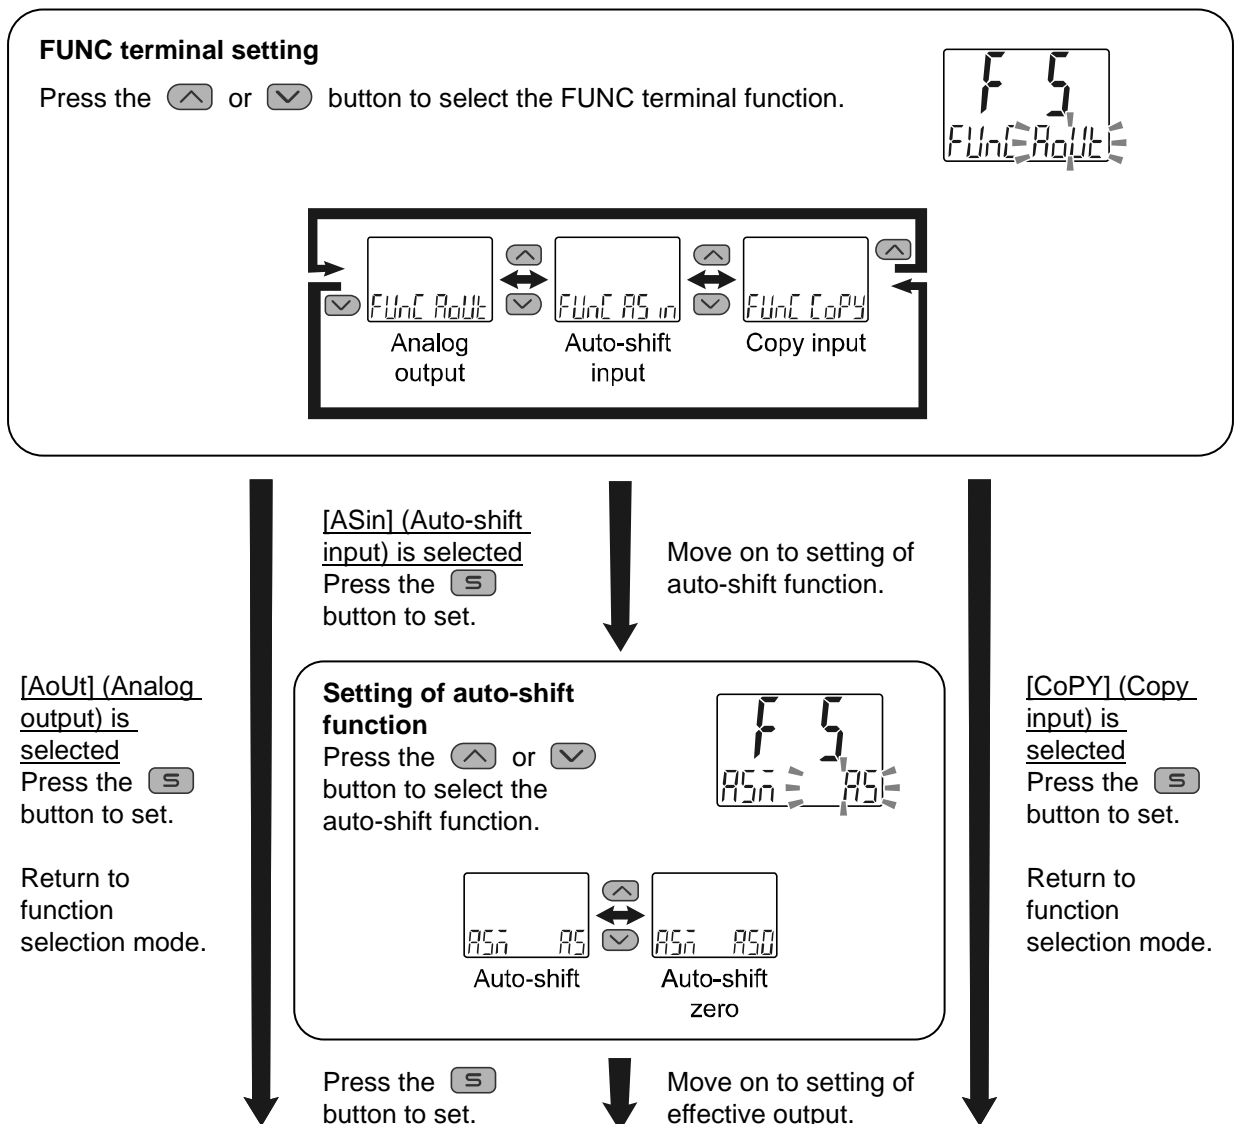 FUNC terminal setting
Press the or button to select the FUNC terminal function.
F 5
FUnC AoUt
FUnC AoUt
FUnC AS in
FUnC CoPY
Analog
output
Auto-shift
input
Copy input
[ASin] (Auto-shift
input) is selected
Press the S
button to set.
Move on to setting of
auto-shift function.
[AoUt] (Analog
output) is
selected
Press the S
button to set.
Return to
function
selection mode.
Setting of auto-shift
function
Press the or
button to select the
auto-shift function.
F 5
AS
AS
AS0
Auto-shift
Auto-shift
zero
[CoPY] (Copy
input) is
selected
Press the S
button to set.
Return to
function
selection mode.
Press the S
button to set.
Move on to setting of
effective output.